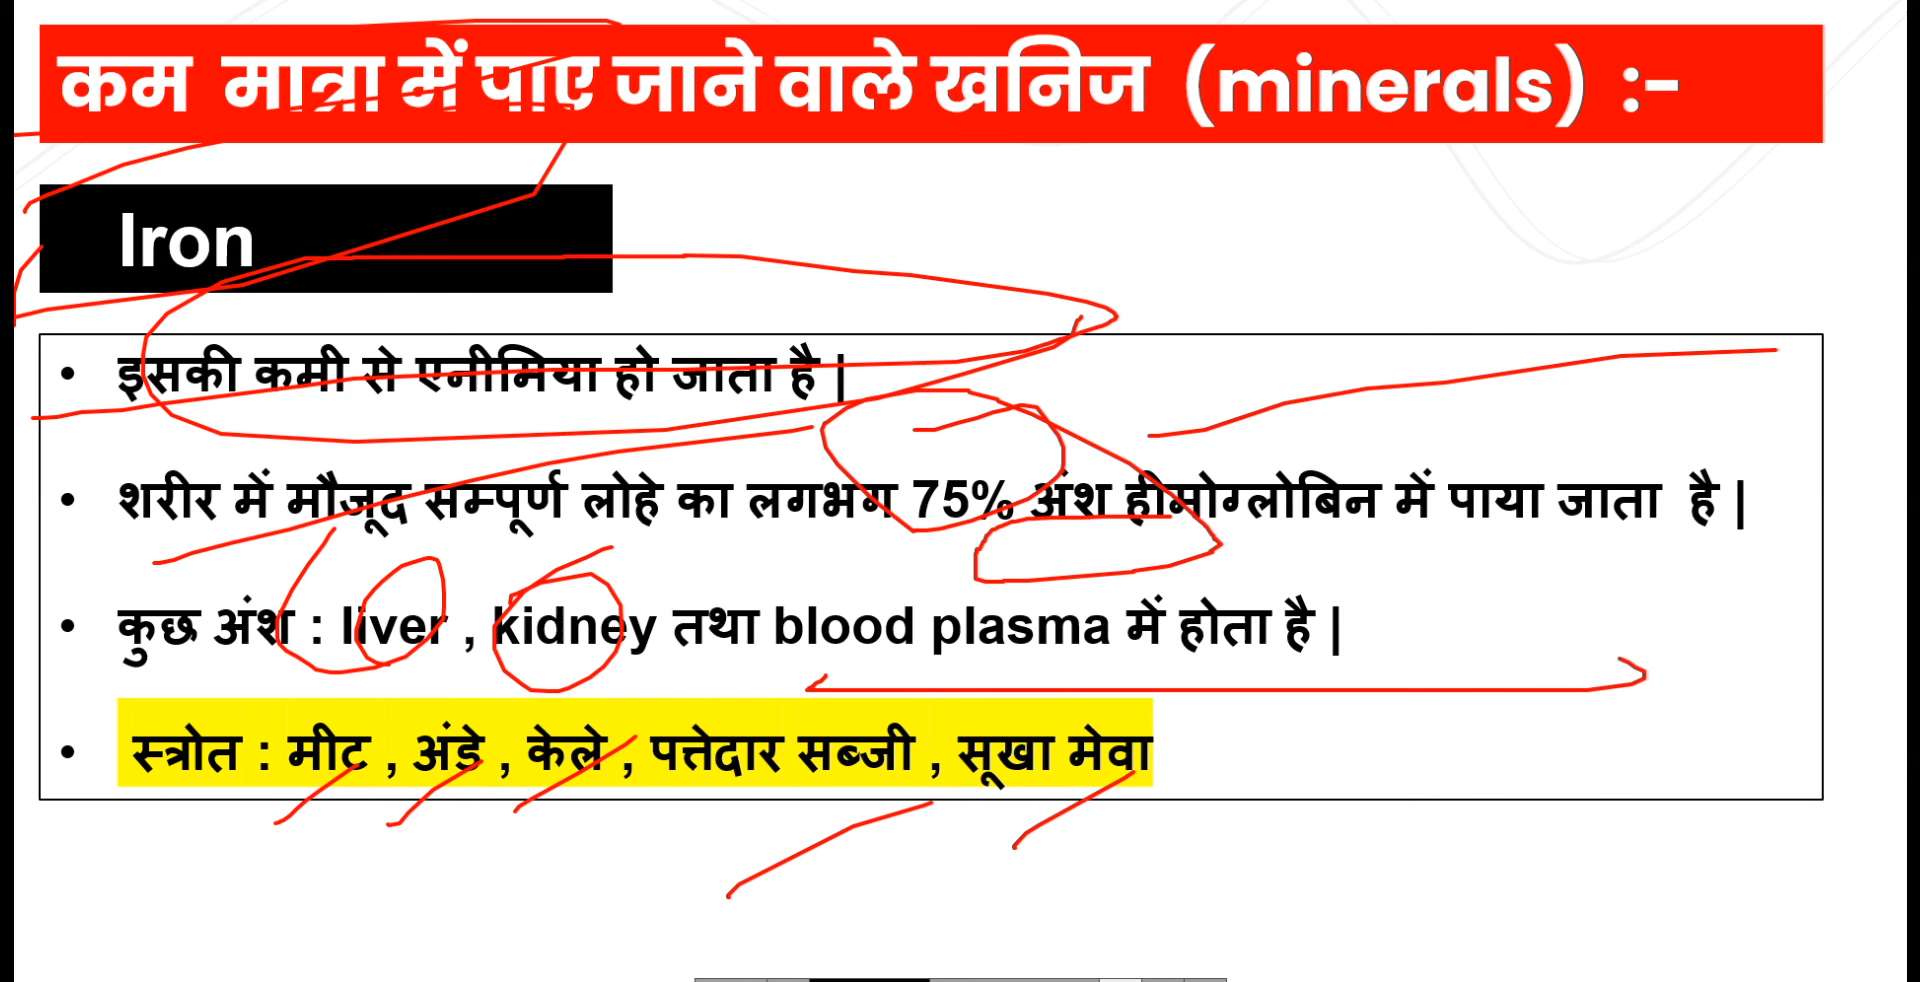 कम मात्रा में पाए जाने वाले खनिज (minerals) :-
Iron
• इसकी कमी से एनीमिया हो जाता है |
• शरीर में मौजूद सम्पूर्ण लोहे का लगभग 75% अंश हीमोग्लोबिन में पाया जाता है |
• कुछ अंश : liver , kidney तथा blood plasma में होता है |
• स्त्रोत : मीट , अंडे , केले , पत्तेदार सब्जी , सूखा मेवा